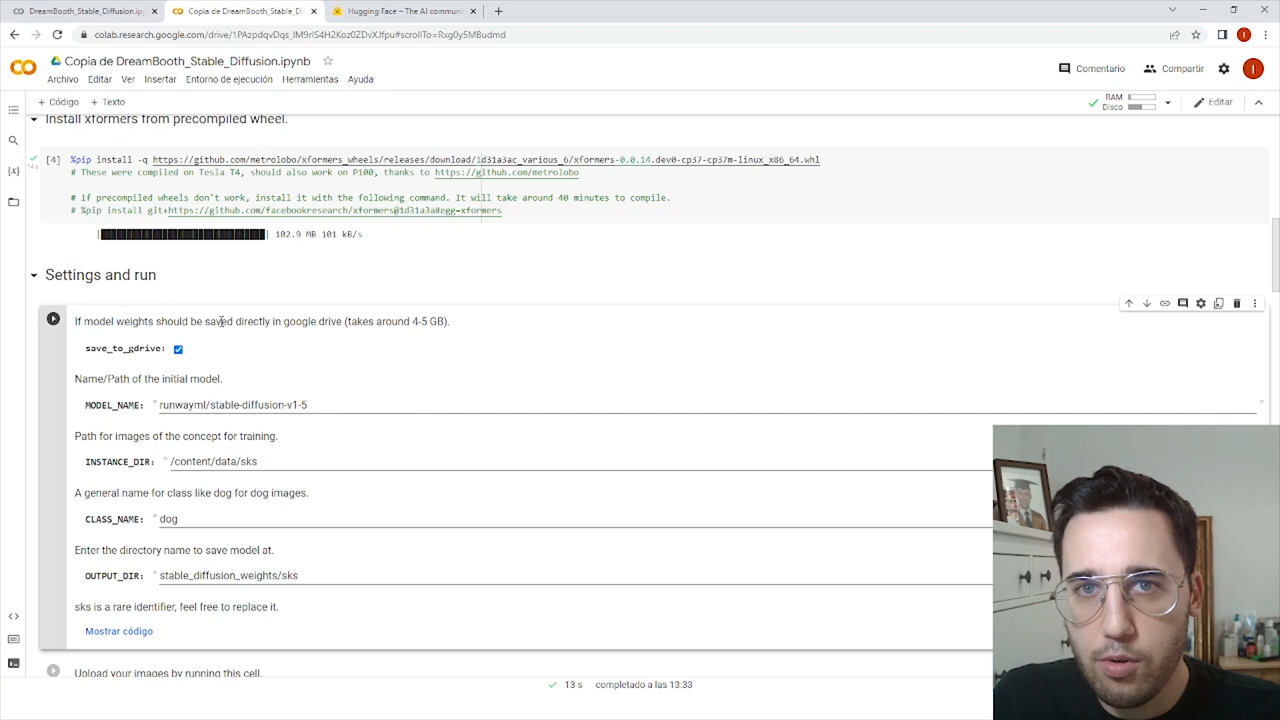 DreamBooth_Stable_Diffusion.ipy
Copia de DreamBooth_Stable_Di
Hugging Face – The AI communi
colab.research.google.com/drive/1PAzpdqvDqs_lM9rlS4H2Koz0ZDvXJfpu#scrollTo=Rxg0y5MBudmd
Copia de DreamBooth_Stable_Diffusion.ipynb
Comentario
Compartir
I
Archivo Editar Ver Insertar Entorno de ejecución Herramientas Ayuda
+ Código + Texto
RAM
Disco
Editar
Install xformers from precompiled wheel.
[4] %pip install -q https://github.com/metrolobo/xformers_wheels/releases/download/1d31a3ac_various_6/xformers-0.0.14.dev0-cp37-cp37m-linux_x86_64.whl
14 s
# These were compiled on Tesla T4, should also work on P100, thanks to https://github.com/metrolobo
# If precompiled wheels don't work, install it with the following command. It will take around 40 minutes to compile.
# %pip install git+https://github.com/facebookresearch/xformers@1d31a3a#egg=xformers
102.9 MB 101 kB/s
Settings and run
If model weights should be saved directly in google drive (takes around 4-5 GB).
save_to_gdrive:
Name/Path of the initial model.
MODEL_NAME: " runwayml/stable-diffusion-v1-5 "
Path for images of the concept for training.
INSTANCE_DIR: " /content/data/sks
A general name for class like dog for dog images.
CLASS_NAME: " dog
Enter the directory name to save model at.
OUTPUT_DIR: " stable_diffusion_weights/sks
sks is a rare identifier, feel free to replace it.
Mostrar código
Upload your images by running this cell.
13 s completado a las 13:33